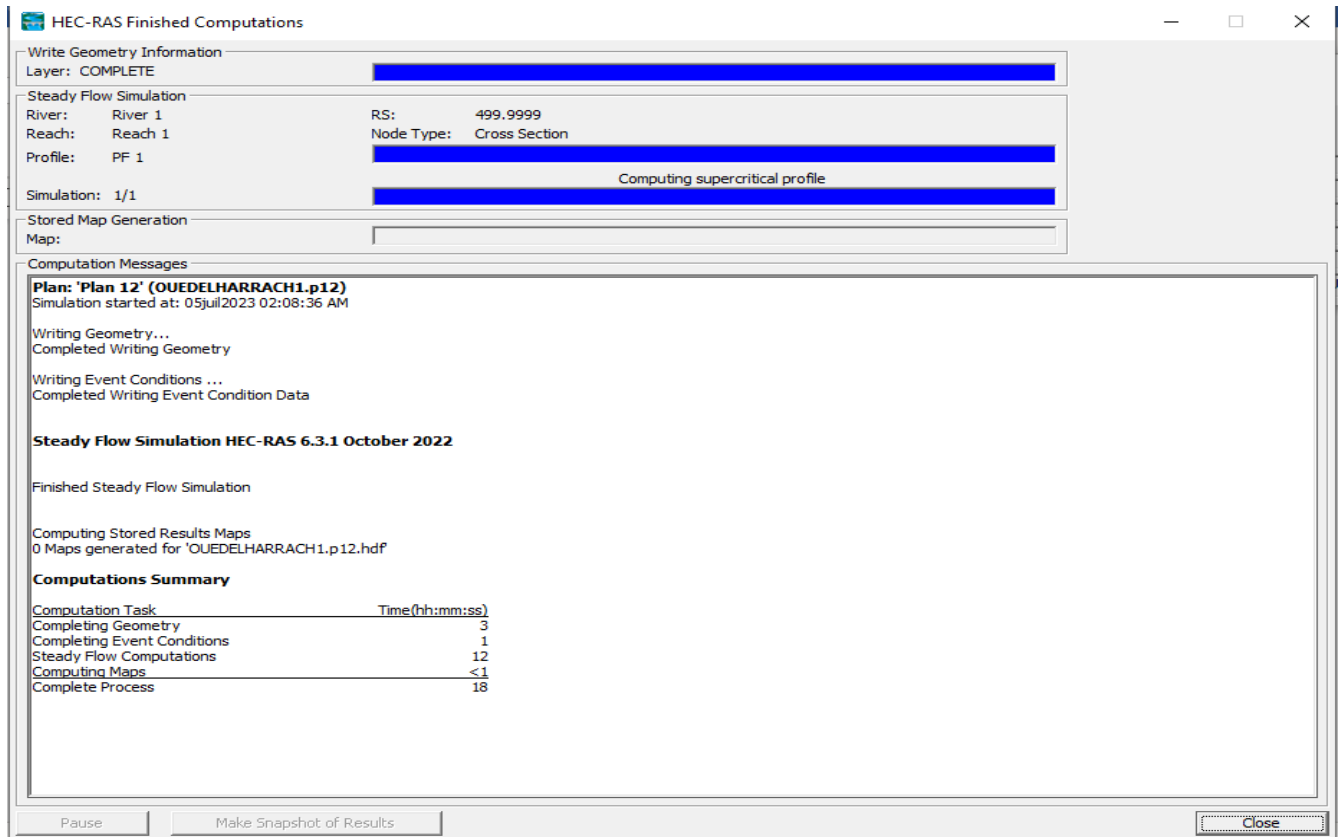 HEC-RAS Finished Computations
Write Geometry Information
Layer: COMPLETE
Steady Flow Simulation
River: River 1 RS: 499.9999
Reach: Reach 1 Node Type: Cross Section
Profile: PF 1
Computing supercritical profile
Simulation: 1/1
Stored Map Generation
Map:
Computation Messages
Plan: 'Plan 12' (OUEDELHARRACH1.p12)
Simulation started at: 05juil2023 02:08:36 AM
Writing Geometry...
Completed Writing Geometry
Writing Event Conditions ...
Completed Writing Event Condition Data
Steady Flow Simulation HEC-RAS 6.3.1 October 2022
Finished Steady Flow Simulation
Computing Stored Results Maps
0 Maps generated for 'OUEDELHARRACH1.p12.hdf'
Computations Summary
Computation Task Time(hh:mm:ss)
Completing Geometry 3
Completing Event Conditions 1
Steady Flow Computations 12
Computing Maps <1
Complete Process 18
Pause Make Snapshot of Results Close